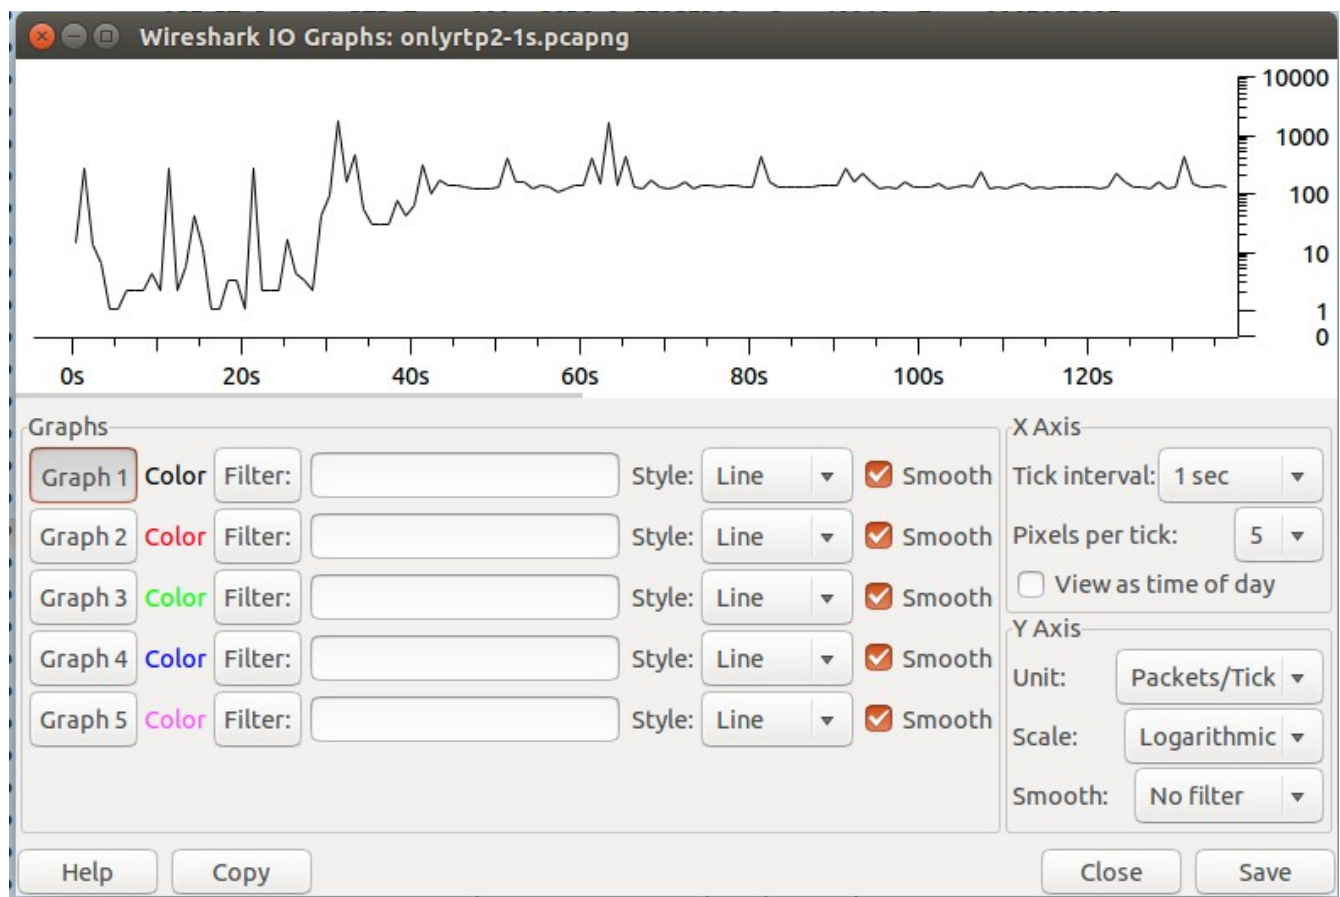 Wireshark IO Graphs: onlyrtp2-1s.pcapng
10000
1000
100
10
1
0
0s 20s 40s 60s 80s 100s 120s
Graphs
Graph 1 Color Filter: Style: Line Smooth
Graph 2 Color Filter: Style: Line Smooth
Graph 3 Color Filter: Style: Line Smooth
Graph 4 Color Filter: Style: Line Smooth
Graph 5 Color Filter: Style: Line Smooth
X Axis
Tick interval: 1 sec
Pixels per tick: 5
View as time of day
Y Axis
Unit: Packets/Tick
Scale: Logarithmic
Smooth: No filter
Help Copy Close Save